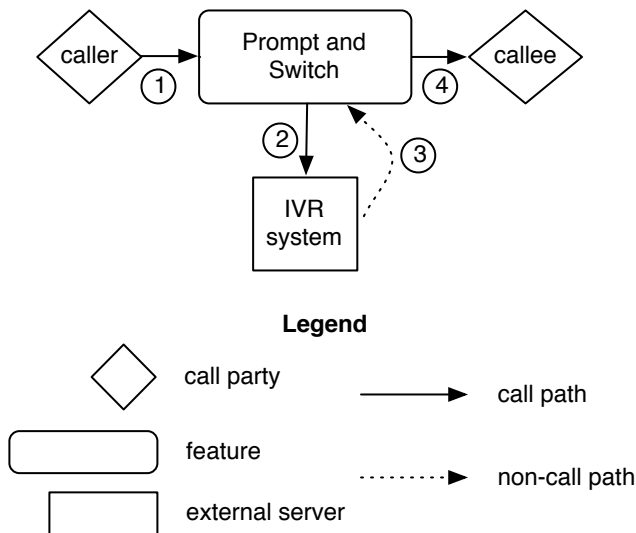 caller
Prompt and
Switch
callee
1
4
2
3
IVR
system
Legend
call party
call path
feature
non-call path
external server